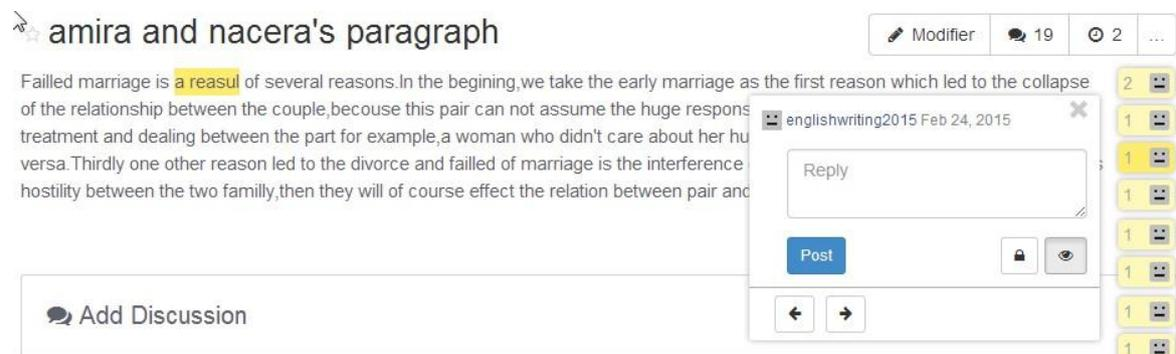 amira and nacera's paragraph
Modifier 19 2 ...
Failled marriage is a reasul of several reasons.In the begining,we take the early marriage as the first reason which led to the collapse 2
of the relationship between the couple,becouse this pair can not assume the huge respons
englishwriting2015 Feb 24, 2015 1
treatment and dealing between the part for example,a woman who didn't care about her hu
versa.Thirdly one other reason led to the divorce and failled of marriage is the interference 1
Reply
hostility between the two familly,then they will of course effect the relation between pair and 1
1
Post
1
Add Discussion
1
1